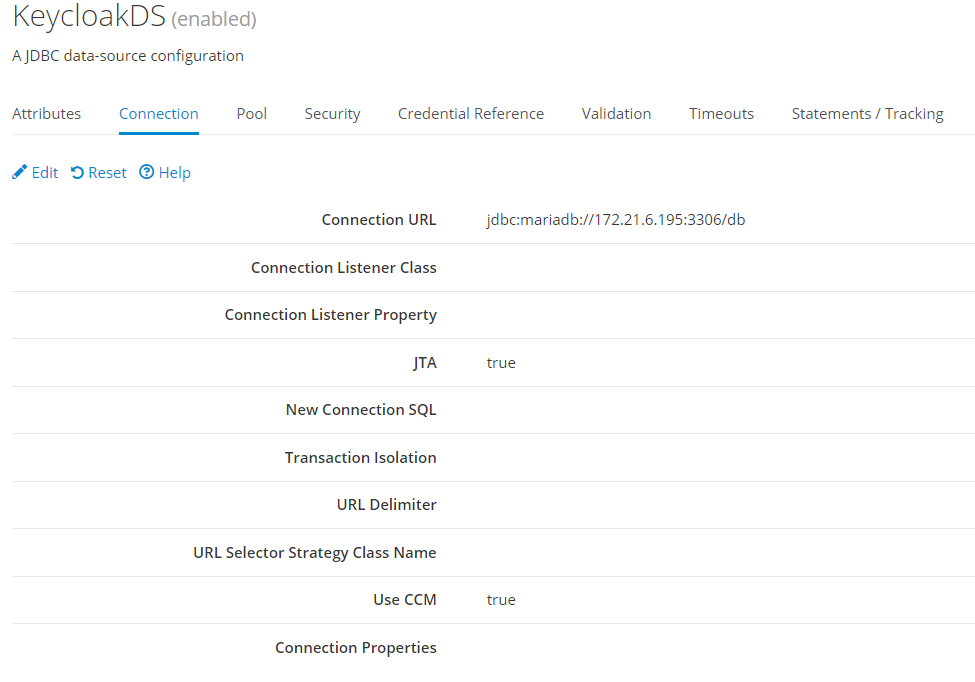 KeycloakDS (enabled)
A JDBC data-source configuration
Attributes Connection Pool Security Credential Reference Validation Timeouts Statements / Tracking
Edit Reset Help
Connection URL jdbc:mariadb://172.21.6.195:3306/db
Connection Listener Class
Connection Listener Property
JTA true
New Connection SQL
Transaction Isolation
URL Delimiter
URL Selector Strategy Class Name
Use CCM true
Connection Properties